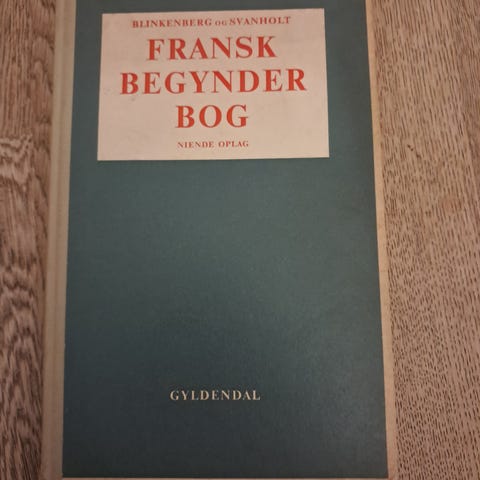 BLINKENBERG OG SVANHOLT
FRANSK
BEGYNDER
BOG
NIENDE OPLAG
GYLDENDAL